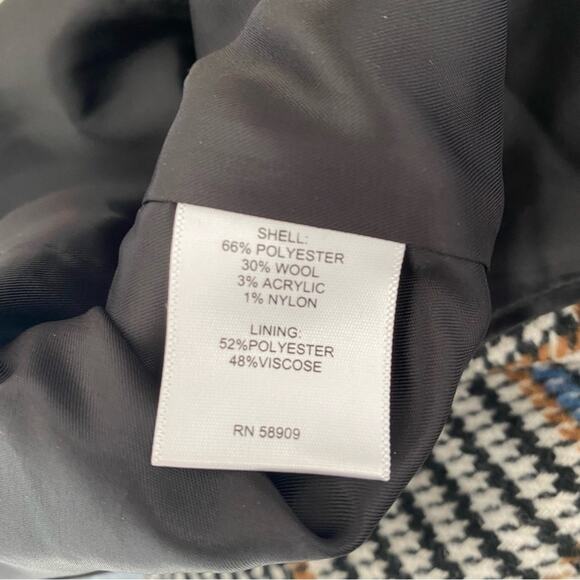 SHELL:
66% POLYESTER
30% WOOL
3% ACRYLIC
1% NYLON
LINING:
52%POLYESTER
48%VISCOSE
RN 58909